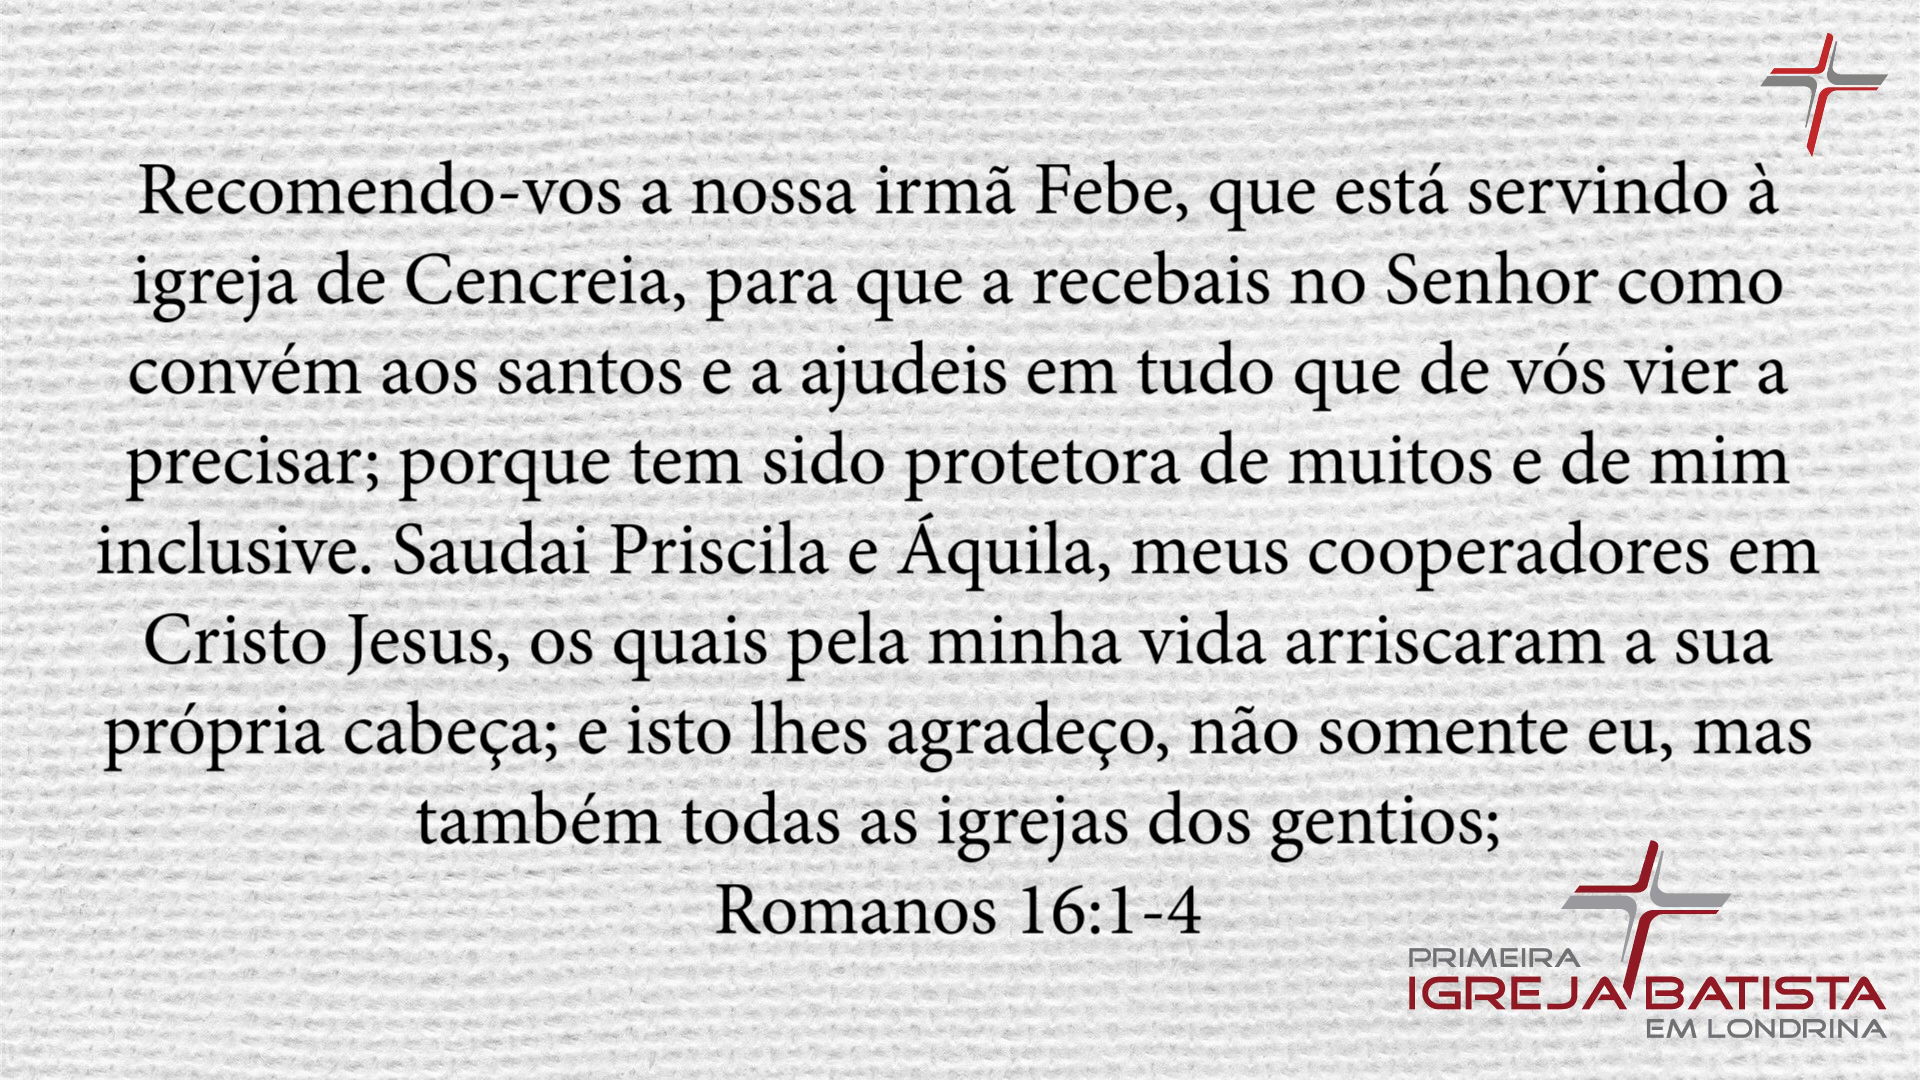 Recomendo-vos a nossa irmã Febe, que está servindo à
igreja de Cencreia, para que a recebais no Senhor como
convém aos santos e a ajudeis em tudo que de vós vier a
precisar; porque tem sido protetora de muitos e de mim
inclusive. Saudai Priscila e Áquila, meus cooperadores em
Cristo Jesus, os quais pela minha vida arriscaram a sua
própria cabeça; e isto lhes agradeço, não somente eu, mas
também todas as igrejas dos gentios;
Romanos 16:1-4
PRIMEIRA
IGREJA BATISTA
EM LONDRINA